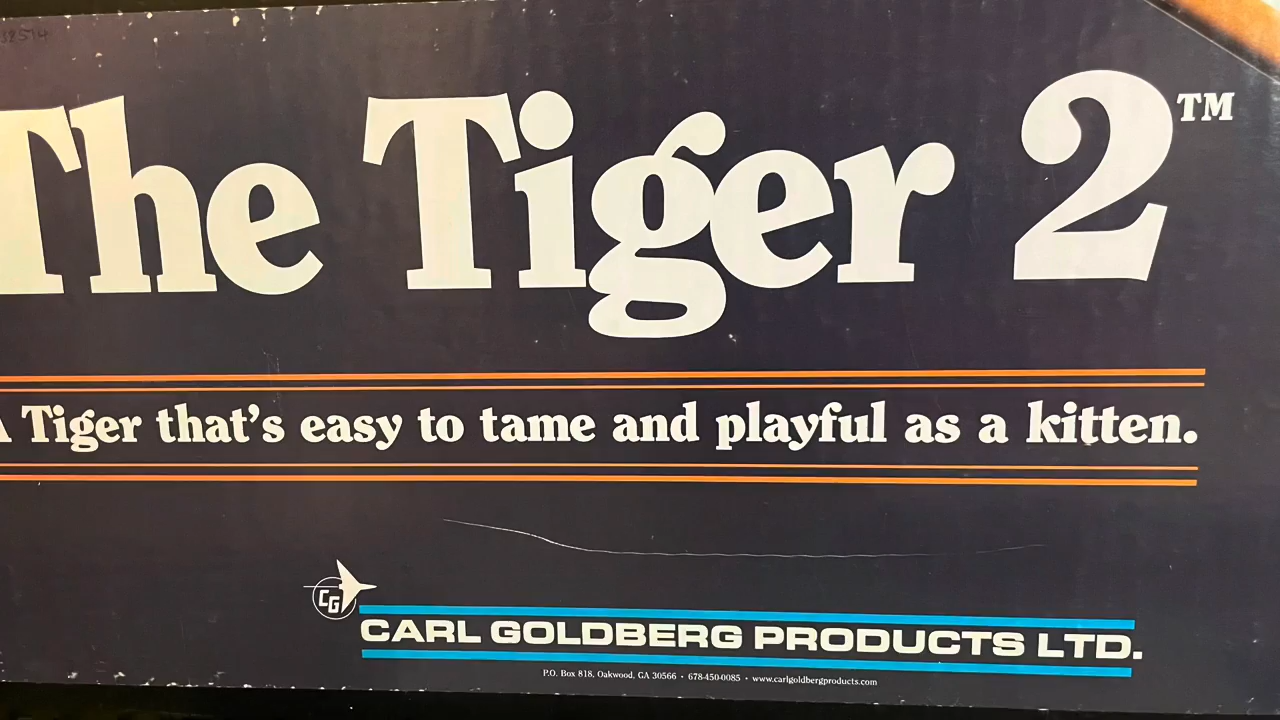 The Tiger 2™
A Tiger that's easy to tame and playful as a kitten.
CG
CARL GOLDBERG PRODUCTS LTD.
P.O. Box 818, Oakwood, GA 30566 • 678-450-0085 • www.carlgoldbergproducts.com